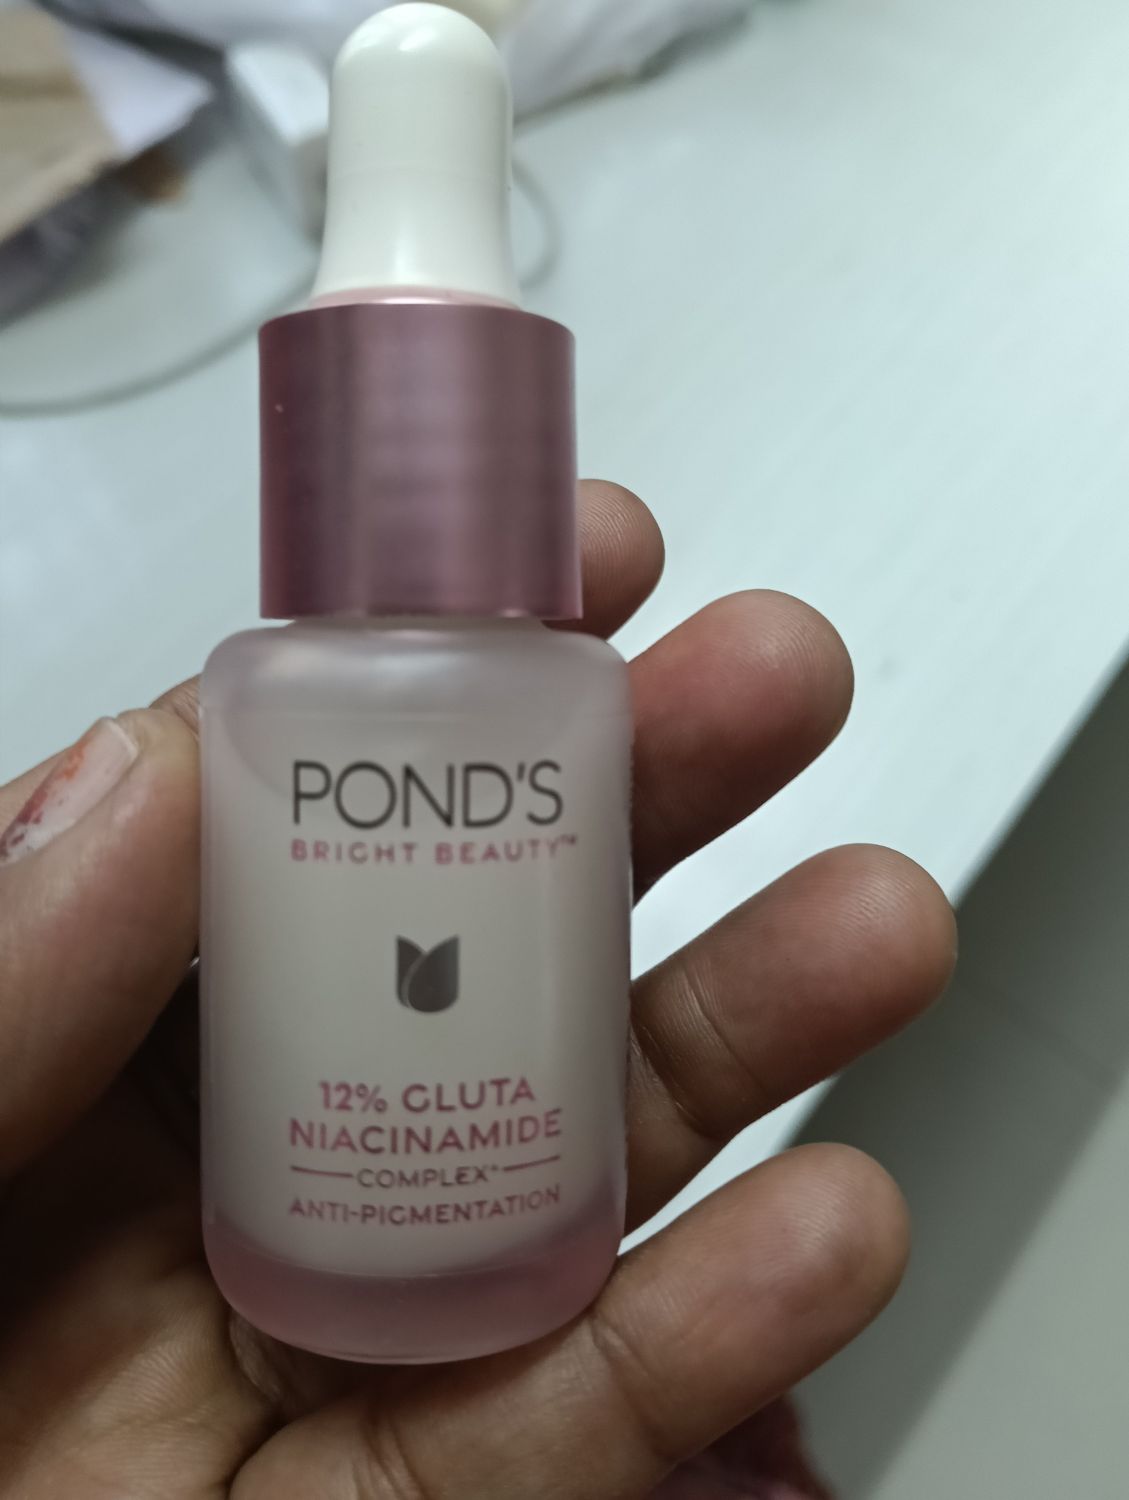 POND'S
BRIGHT BEAUTY™
12% GLUTA
NIACINAMIDE
COMPLEX*
ANTI-PIGMENTATION